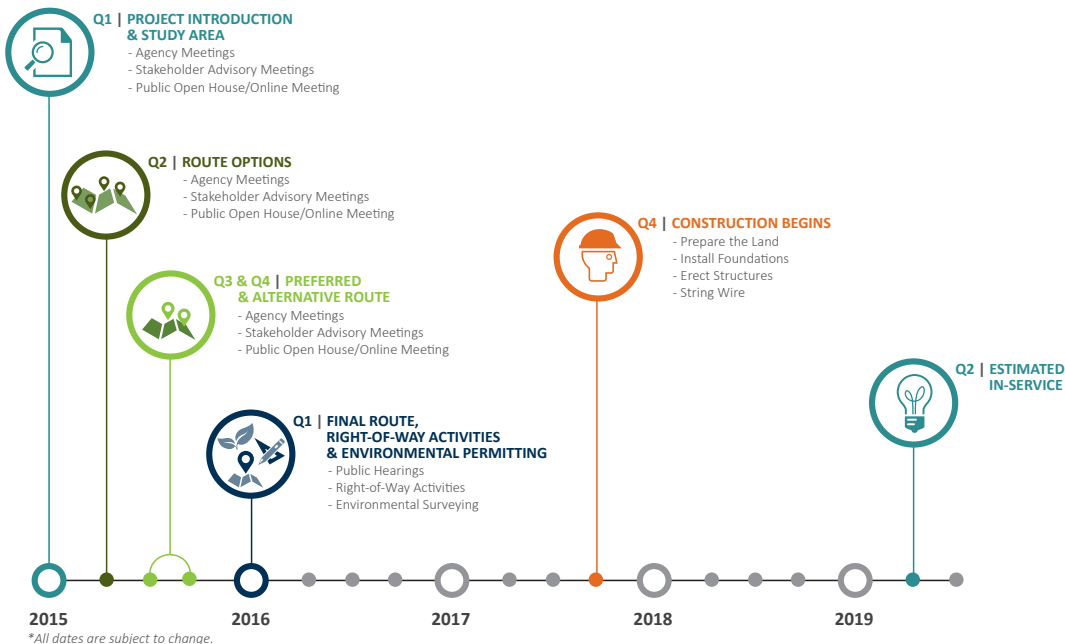 Q1 | PROJECT INTRODUCTION
& STUDY AREA
- Agency Meetings
- Stakeholder Advisory Meetings
- Public Open House/Online Meeting
Q2 | ROUTE OPTIONS
- Agency Meetings
- Stakeholder Advisory Meetings
- Public Open House/Online Meeting
Q3 & Q4 | PREFERRED
& ALTERNATIVE ROUTE
- Agency Meetings
- Stakeholder Advisory Meetings
- Public Open House/Online Meeting
Q1 | FINAL ROUTE,
RIGHT-OF-WAY ACTIVITIES
& ENVIRONMENTAL PERMITTING
- Public Hearings
- Right-of-Way Activities
- Environmental Surveying
Q4 | CONSTRUCTION BEGINS
- Prepare the Land
- Install Foundations
- Erect Structures
- String Wire
Q2 | ESTIMATED
IN-SERVICE
2015 2016 2017 2018 2019
*All dates are subject to change.